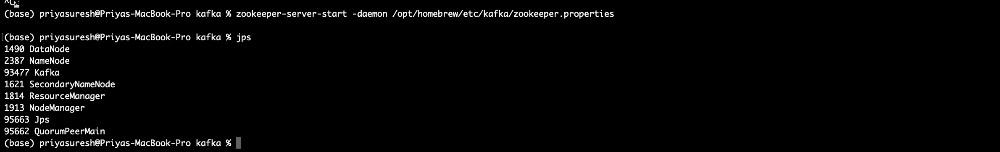 ^C%
(base) priyasuresh@Priyas-MacBook-Pro kafka % zookeeper-server-start -daemon /opt/homebrew/etc/kafka/zookeeper.properties
[(base) priyasuresh@Priyas-MacBook-Pro kafka % jps
1490 DataNode
2387 NameNode
93477 Kafka
1621 SecondaryNameNode
1814 ResourceManager
1913 NodeManager
95663 Jps
95662 QuorumPeerMain
(base) priyasuresh@Priyas-MacBook-Pro kafka %